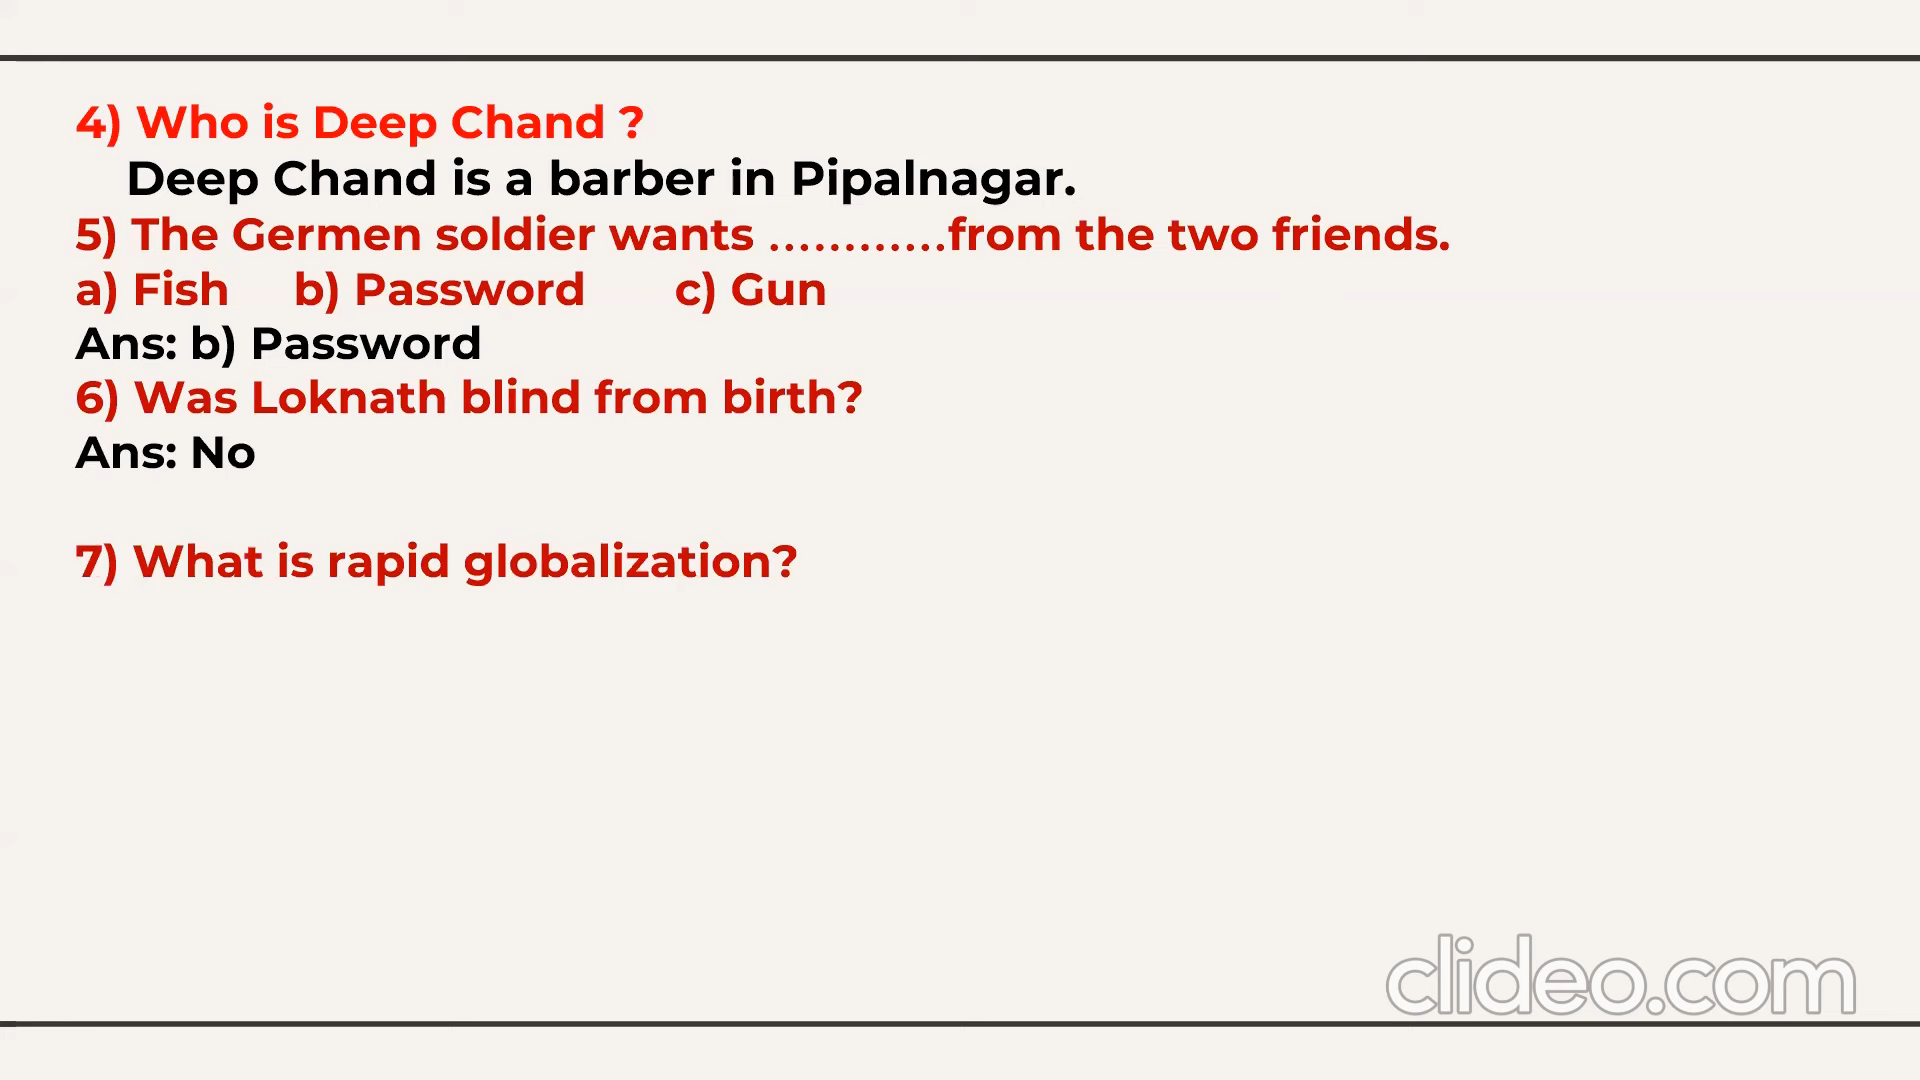 4) Who is Deep Chand ?
Deep Chand is a barber in Pipalnagar.
5) The Germen soldier wants ............from the two friends.
a) Fish b) Password c) Gun
Ans: b) Password
6) Was Loknath blind from birth?
Ans: No
7) What is rapid globalization?
clideo.com